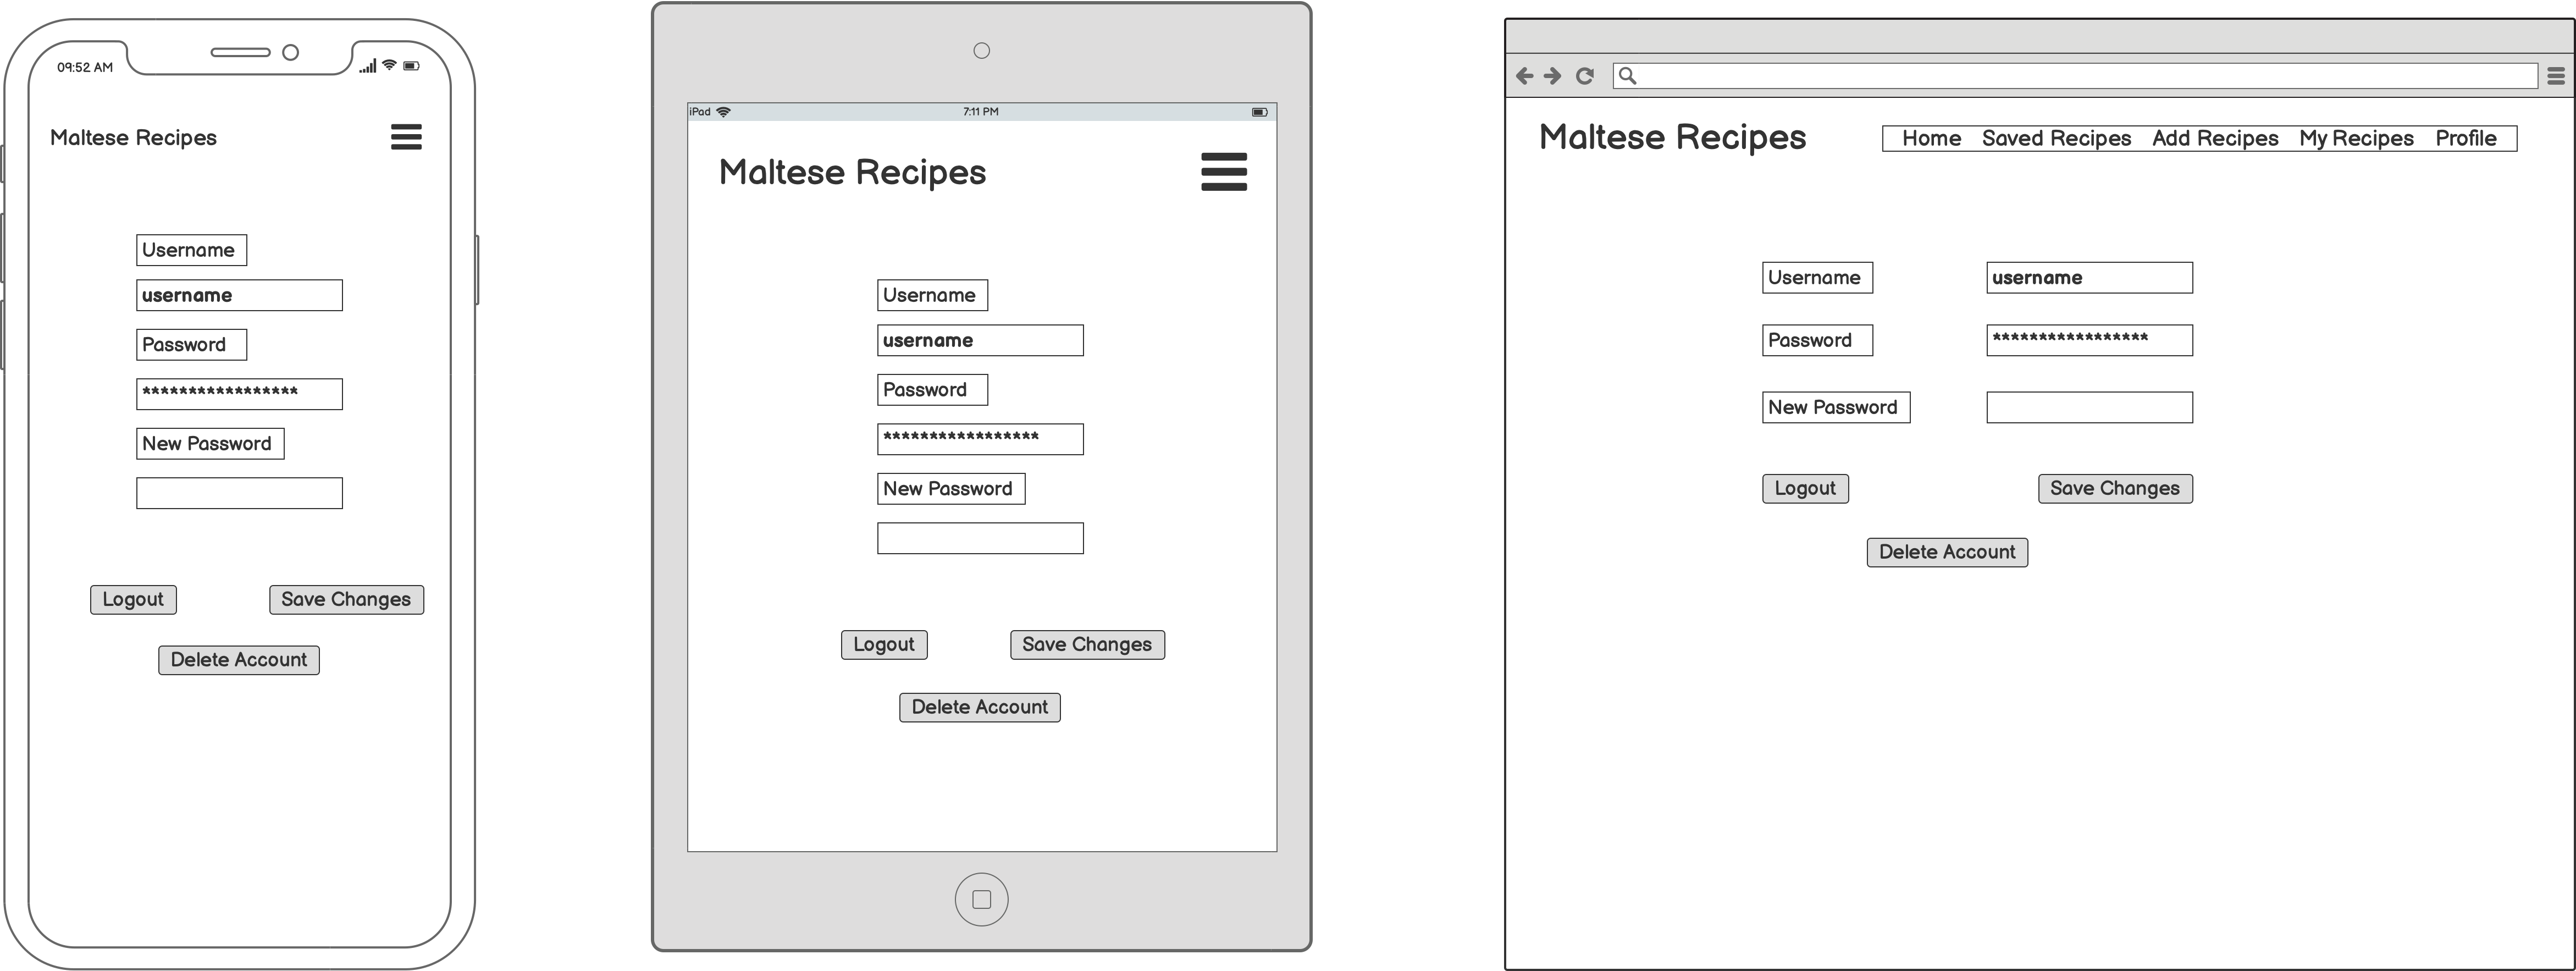 09:52 AM
Maltese Recipes
Username
username
Password
*****************
New Password
Logout Save Changes
Delete Account
iPad 7:11 PM
Maltese Recipes
Username
username
Password
*****************
New Password
Logout Save Changes
Delete Account
Maltese Recipes Home Saved Recipes Add Recipes My Recipes Profile
Username username
Password *****************
New Password
Logout Save Changes
Delete Account